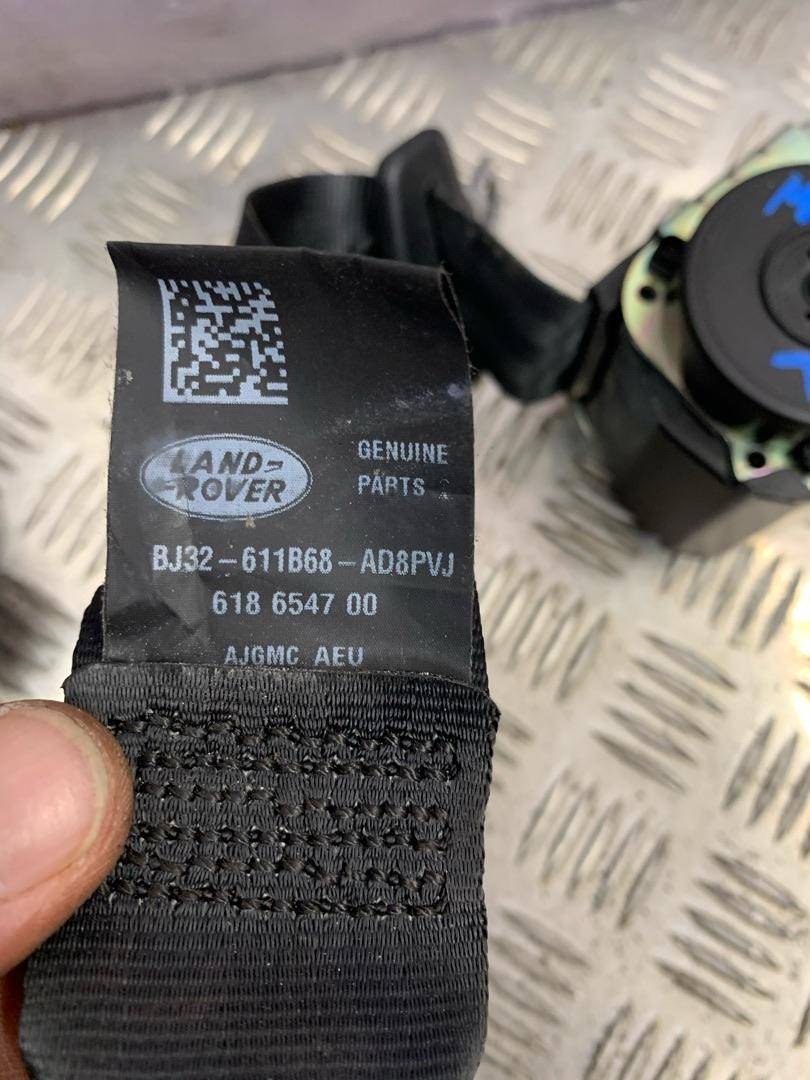 LAND-
-ROVER
GENUINE
PARTS
BJ32-611B68-AD8PVJ
618 6547 00
AJGMC AEU